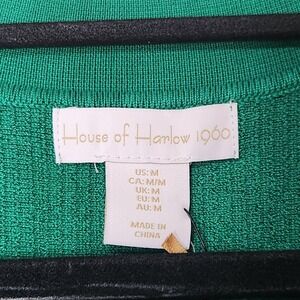 House of Harlow 1960
US: M
CA: M/M
UK: M
EU: M
AU: M
MADE IN
CHINA